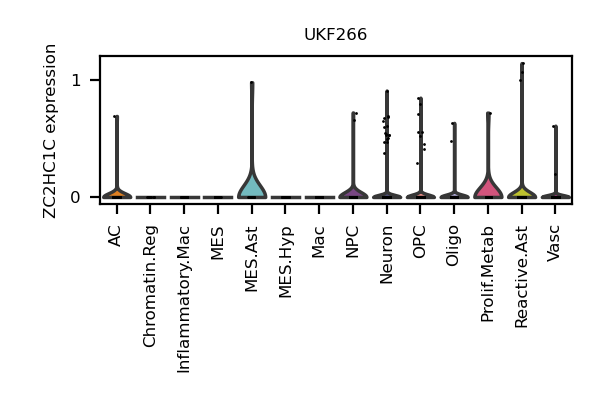 UKF266
ZC2HC1C expression
1
0
AC
Chromatin.Reg
Inflammatory.Mac
MES
MES.Ast
MES.Hyp
Mac
NPC
Neuron
OPC
Oligo
Prolif.Metab
Reactive.Ast
Vasc